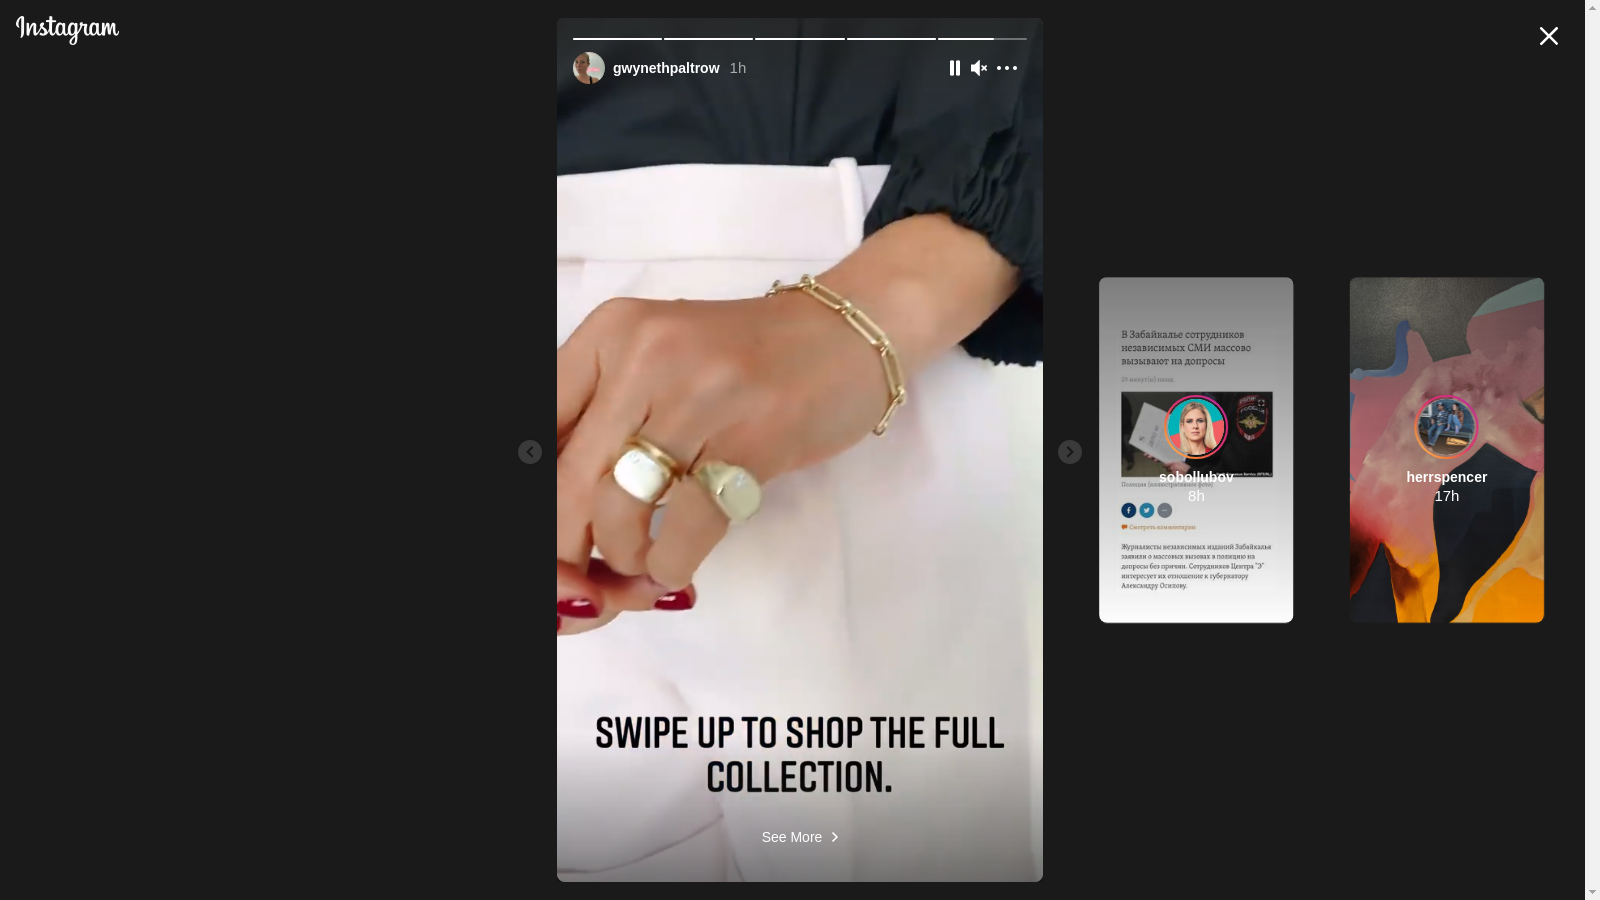 Instagram
gwynethpaltrow 1h
SWIPE UP TO SHOP THE FULL
COLLECTION.
See More
В Забайкалье сотрудников
независимых СМИ массово
вызывают на допросы
sobollubov
8h
Смотреть комментарии
Журналисты независимых изданий Забайкалья
заявили о массовых вызовах в полицию на
допросы без причин. Сотрудников Центра "Э"
интересует их отношение к губернатору
Александру Осипову.
herrspencer
17h